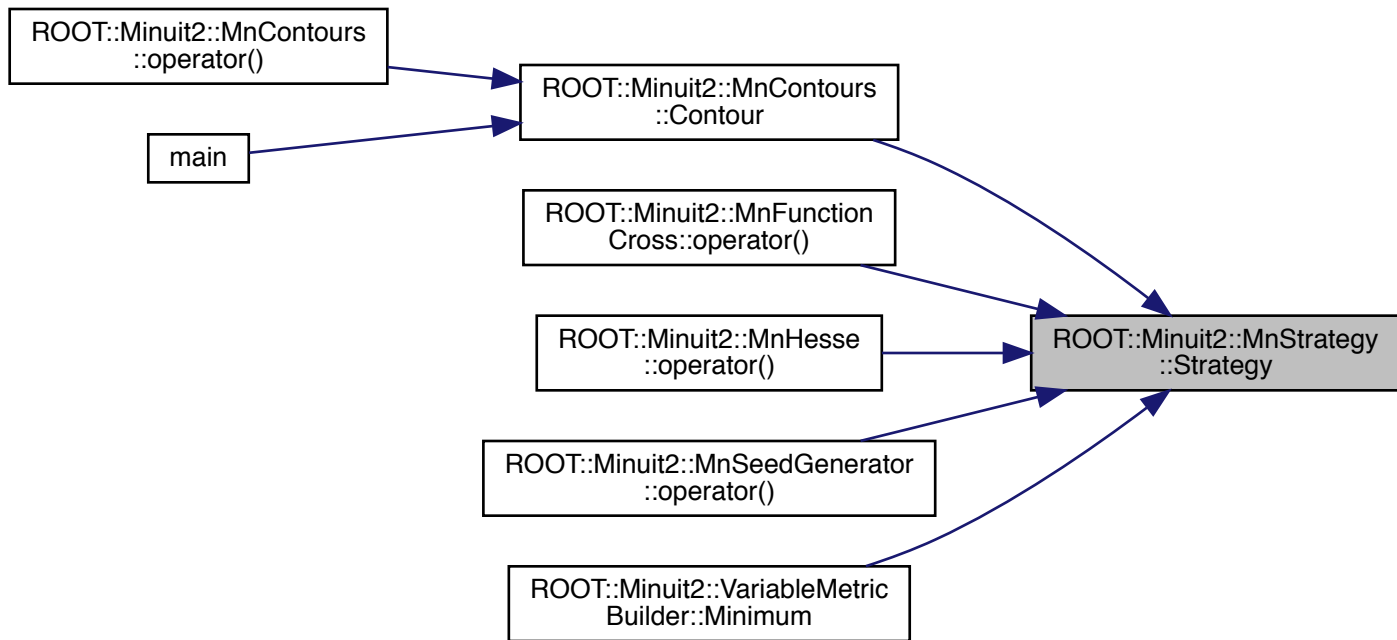 ROOT::Minuit2::MnContours
::operator()
main
ROOT::Minuit2::MnContours
::Contour
ROOT::Minuit2::MnFunction
Cross::operator()
ROOT::Minuit2::MnHesse
::operator()
ROOT::Minuit2::MnSeedGenerator
::operator()
ROOT::Minuit2::VariableMetric
Builder::Minimum
ROOT::Minuit2::MnStrategy
::Strategy